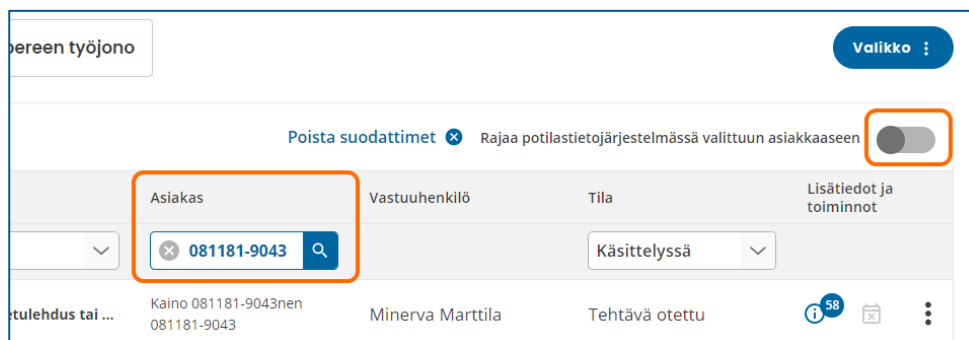 pereen työjono
Valikko
Poista suodattimet Rajaa potilastietojärjestelmässä valittuun asiakkaaseen
Asiakas Vastuuhenkilö Tila Lisätiedot ja
toiminnot
081181-9043 Käsittelyssä
etulehdus tai ... Kaino 081181-9043nen Minerva Marttila Tehtävä otettu 58
081181-9043